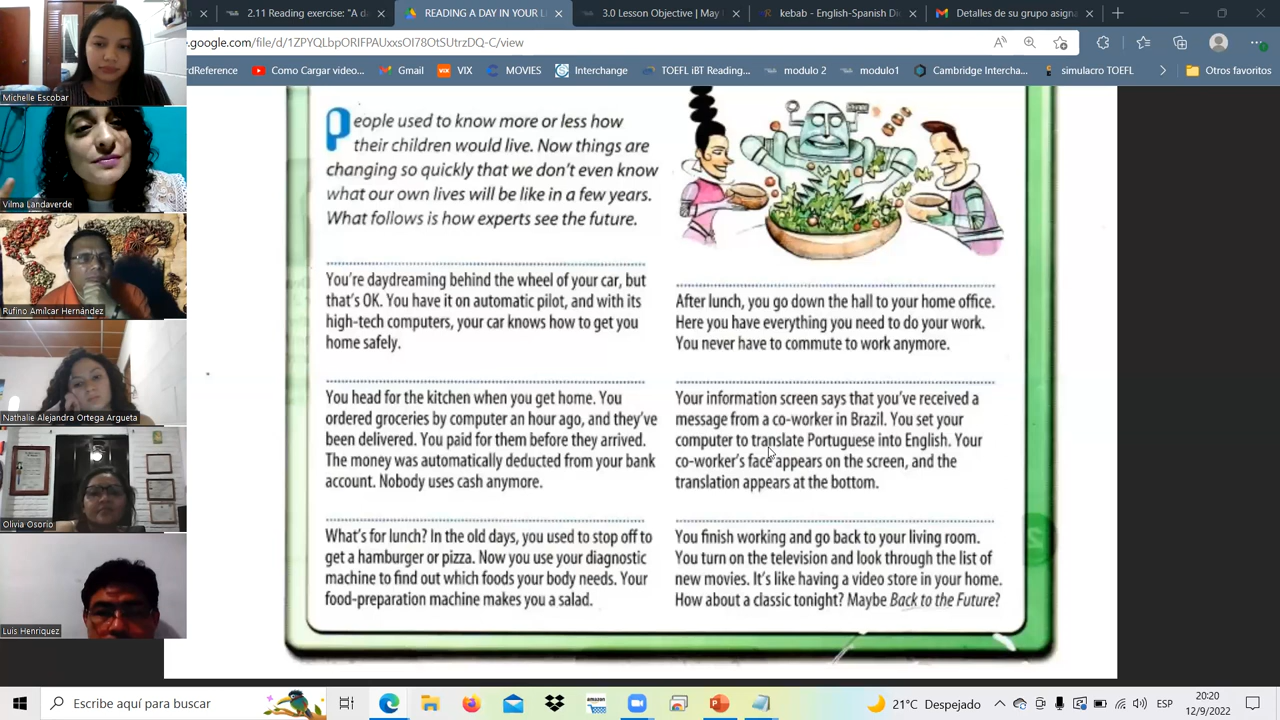 2.11 Reading exercise: "A d
READING A DAY IN YOUR L
3.0 Lesson Objective | May
kebab - English-Spanish Di
Detalles de su grupo asigna
e.google.com/file/d/1ZPYQLbpORIFPAUxxsOI78OtSUtrzDQ-C/view
rdReference
Como Cargar video...
Gmail
VIX
MOVIES
Interchange
TOEFL iBT Reading...
modulo 2
modulo1
Cambridge Intercha...
simulacro TOEFL
Otros favoritos
Michelle Escobar
Vilma Landaverde
Rufino Amílcar Hernández
Nathalie Alejandra Ortega Argueta
Olivia Osorio
Luis Henriquez
People used to know more or less how
their children would live. Now things are
changing so quickly that we don't even know
what our own lives will be like in a few years.
What follows is how experts see the future.
You're daydreaming behind the wheel of your car, but
that's OK. You have it on automatic pilot, and with its
high-tech computers, your car knows how to get you
home safely.
You head for the kitchen when you get home. You
ordered groceries by computer an hour ago, and they've
been delivered. You paid for them before they arrived.
The money was automatically deducted from your bank
account. Nobody uses cash anymore.
What's for lunch? In the old days, you used to stop off to
get a hamburger or pizza. Now you use your diagnostic
machine to find out which foods your body needs. Your
food-preparation machine makes you a salad.
After lunch, you go down the hall to your home office.
Here you have everything you need to do your work.
You never have to commute to work anymore.
Your information screen says that you've received a
message from a co-worker in Brazil. You set your
computer to translate Portuguese into English. Your
co-worker's face appears on the screen, and the
translation appears at the bottom.
You finish working and go back to your living room.
You turn on the television and look through the list of
new movies. It's like having a video store in your home.
How about a classic tonight? Maybe Back to the Future?
Escribe aquí para buscar
amazon
21°C Despejado
ESP
20:20
12/9/2022